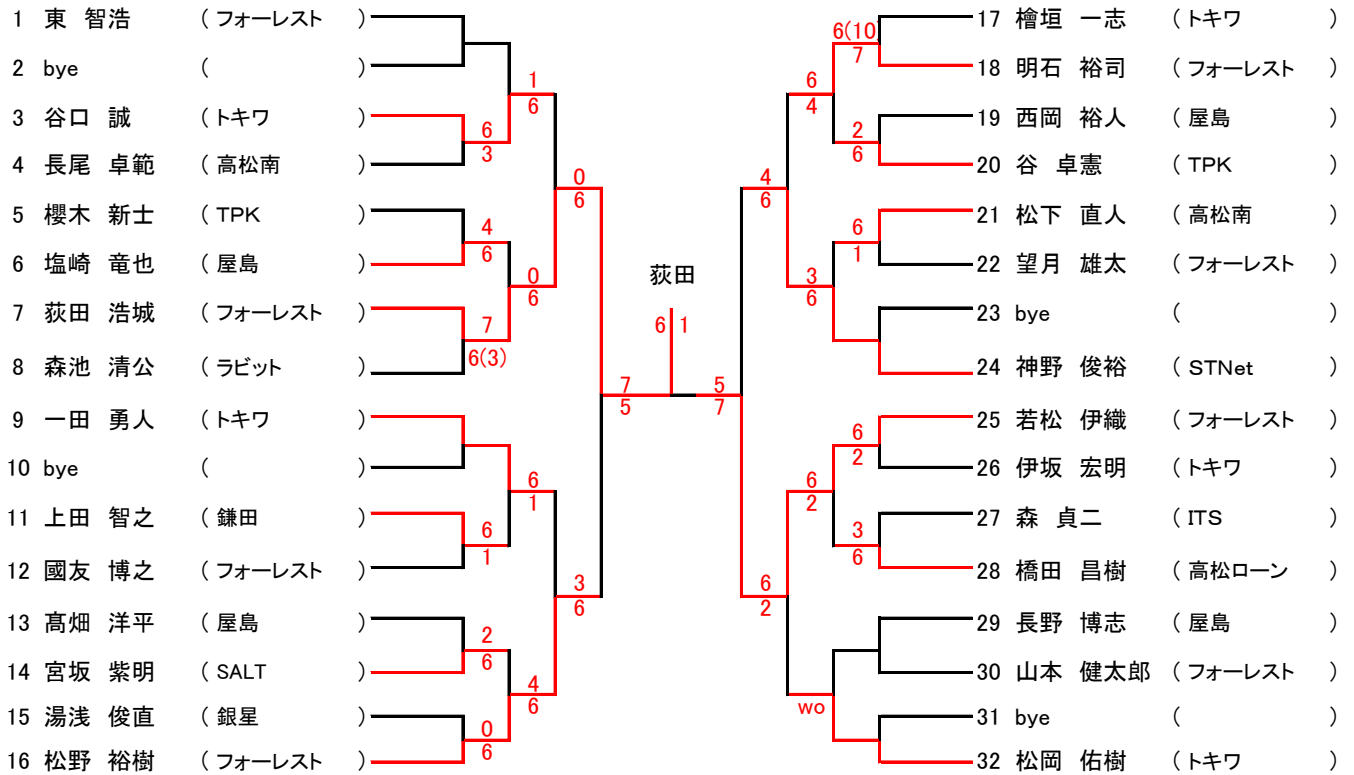 1 東 智浩 ( フォーレスト )
2 bye ( )
3 谷口 誠 ( トキワ )
4 長尾 卓範 ( 高松南 )
5 櫻木 新士 ( TPK )
6 塩崎 竜也 ( 屋島 )
7 荻田 浩城 ( フォーレスト )
8 森池 清公 ( ラビット )
9 一田 勇人 ( トキワ )
10 bye ( )
11 上田 智之 ( 鎌田 )
12 國友 博之 ( フォーレスト )
13 髙畑 洋平 ( 屋島 )
14 宮坂 紫明 ( SALT )
15 湯浅 俊直 ( 銀星 )
16 松野 裕樹 ( フォーレスト )
6
3
4
6
7
6(3)
6
1
2
6
0
6
1
6
0
6
6
1
4
6
0
6
3
6
7
5
荻田
6 1
5
7
4
6
6
2
6
4
3
6
6
2
wo
6(10)
7
2
6
6
1
6
2
3
6
17 檜垣 一志 ( トキワ )
18 明石 裕司 ( フォーレスト )
19 西岡 裕人 ( 屋島 )
20 谷 卓憲 ( TPK )
21 松下 直人 ( 高松南 )
22 望月 雄太 ( フォーレスト )
23 bye ( )
24 神野 俊裕 ( STNet )
25 若松 伊織 ( フォーレスト )
26 伊坂 宏明 ( トキワ )
27 森 貞二 ( ITS )
28 橋田 昌樹 ( 高松ローン )
29 長野 博志 ( 屋島 )
30 山本 健太郎 ( フォーレスト )
31 bye ( )
32 松岡 佑樹 ( トキワ )